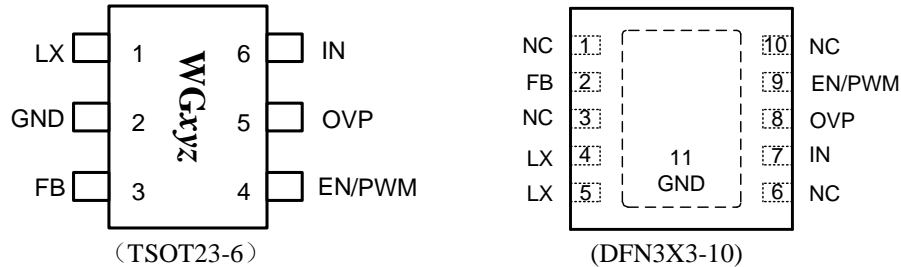 LX 1 6 IN
GND 2 5 OVP
FB 3 4 EN/PWM
WGxyz
（TSOT23-6）
NC 1 10 NC
FB 2 9 EN/PWM
NC 3 8 OVP
LX 4 7 IN
LX 5 6 NC
11
GND
(DFN3X3-10)